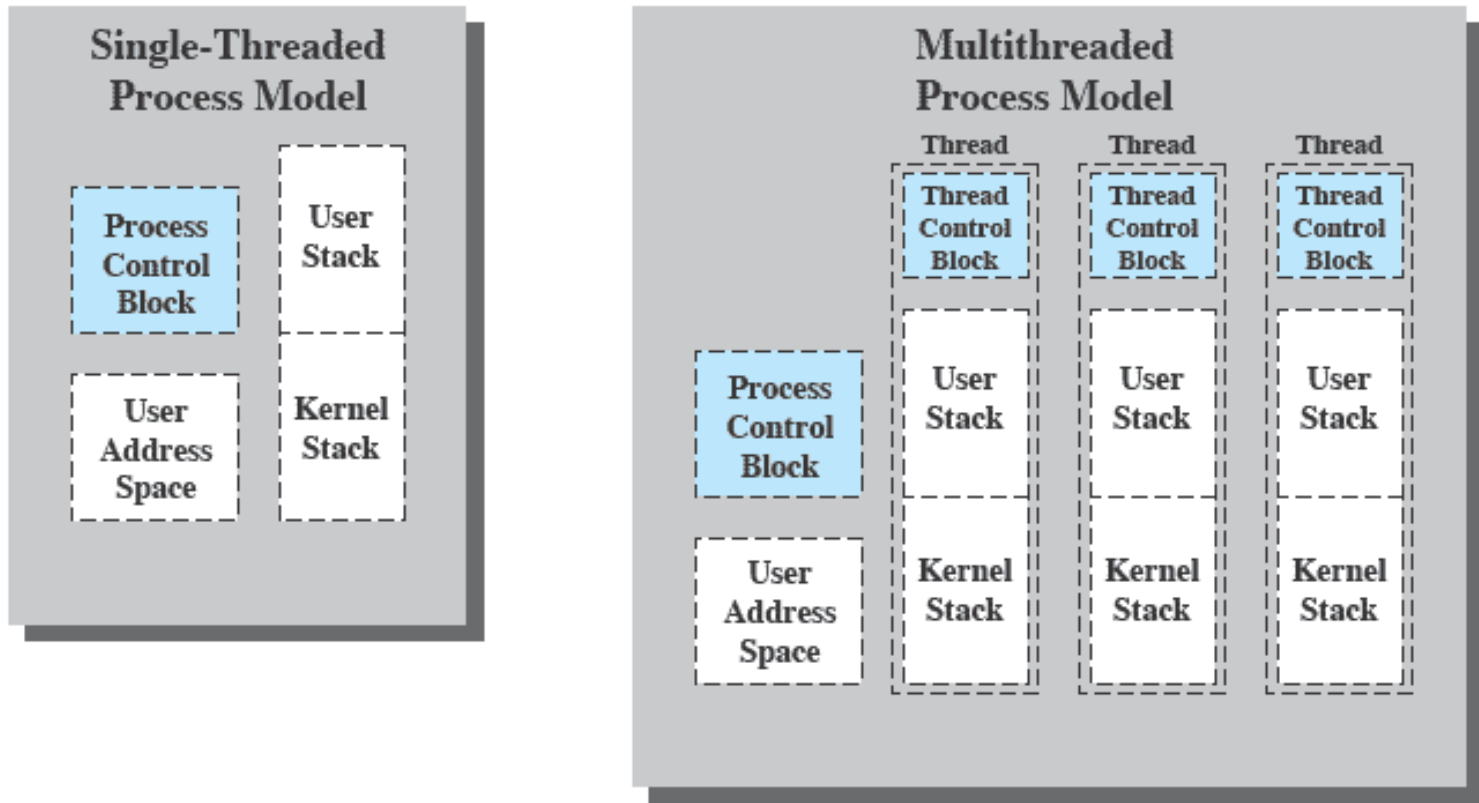 Single-Threaded
Process Model
Process
Control
Block
User
Stack
User
Address
Space
Kernel
Stack
Multithreaded
Process Model
Thread
Thread
Control
Block
User
Stack
Kernel
Stack
Thread
Thread
Control
Block
User
Stack
Kernel
Stack
Thread
Thread
Control
Block
User
Stack
Kernel
Stack
Process
Control
Block
User
Address
Space